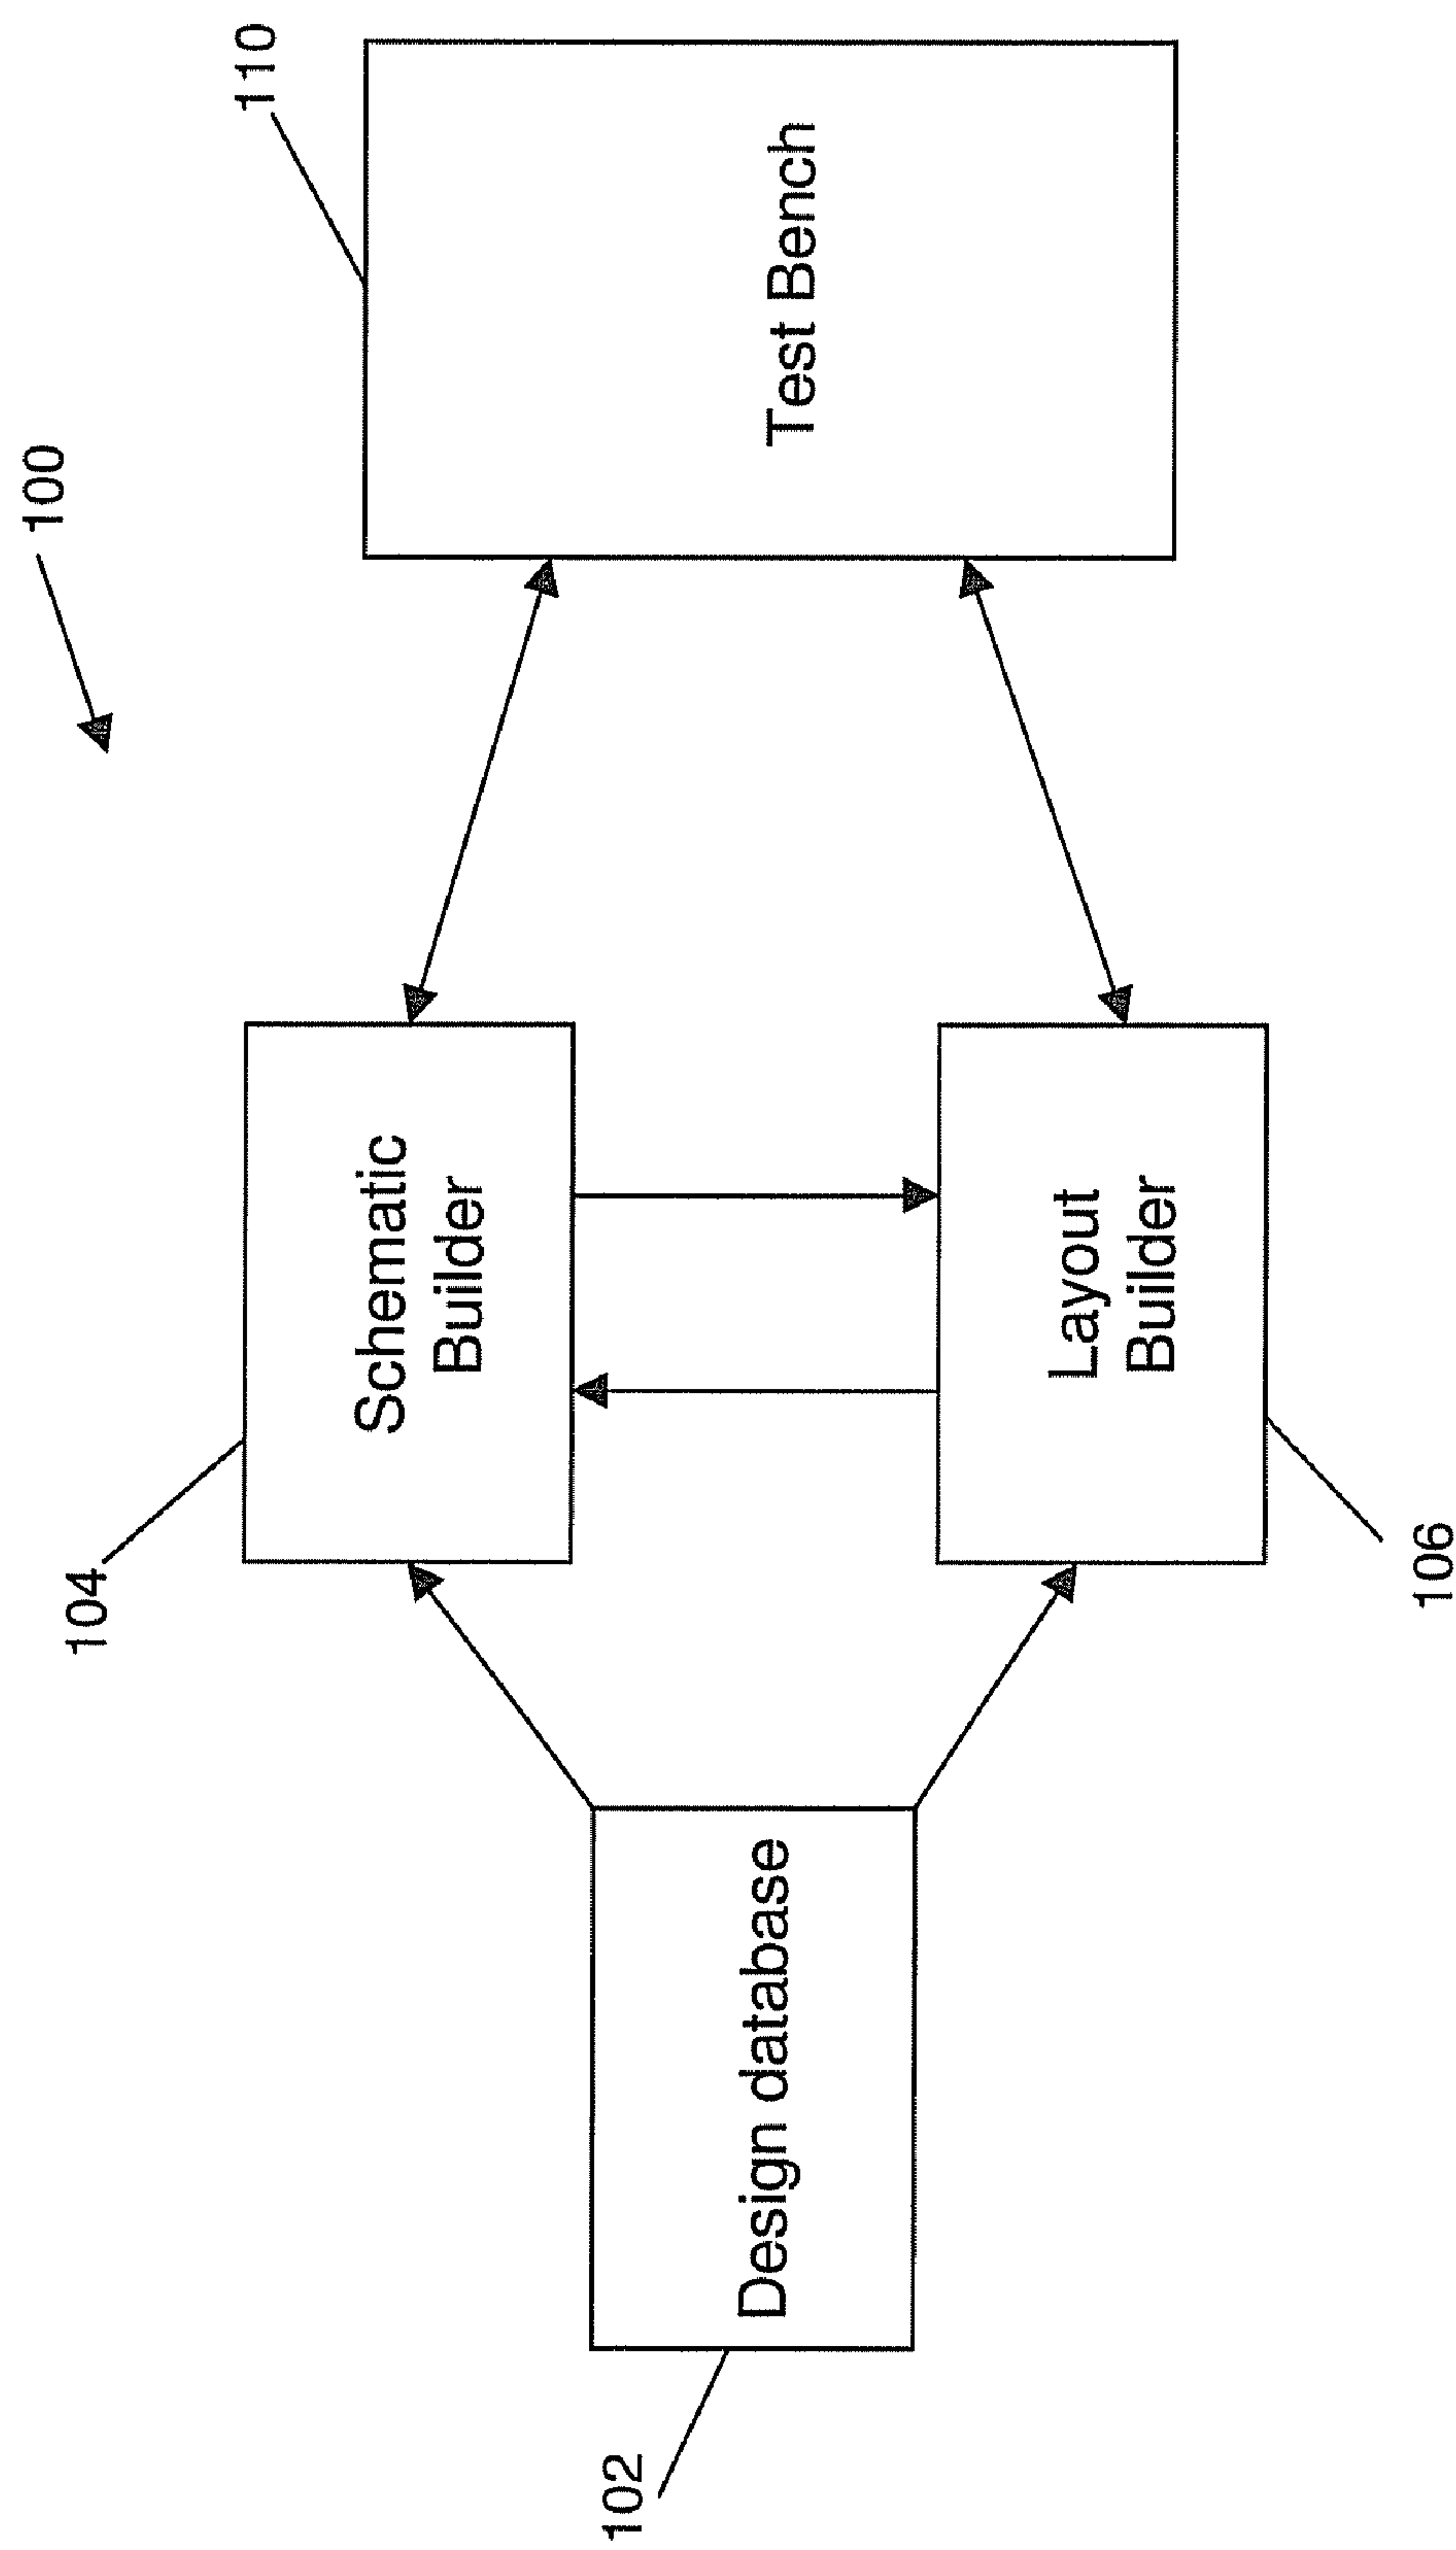 100
104
110
Schematic
Builder
Test Bench
102
Design database
Layout
Builder
106